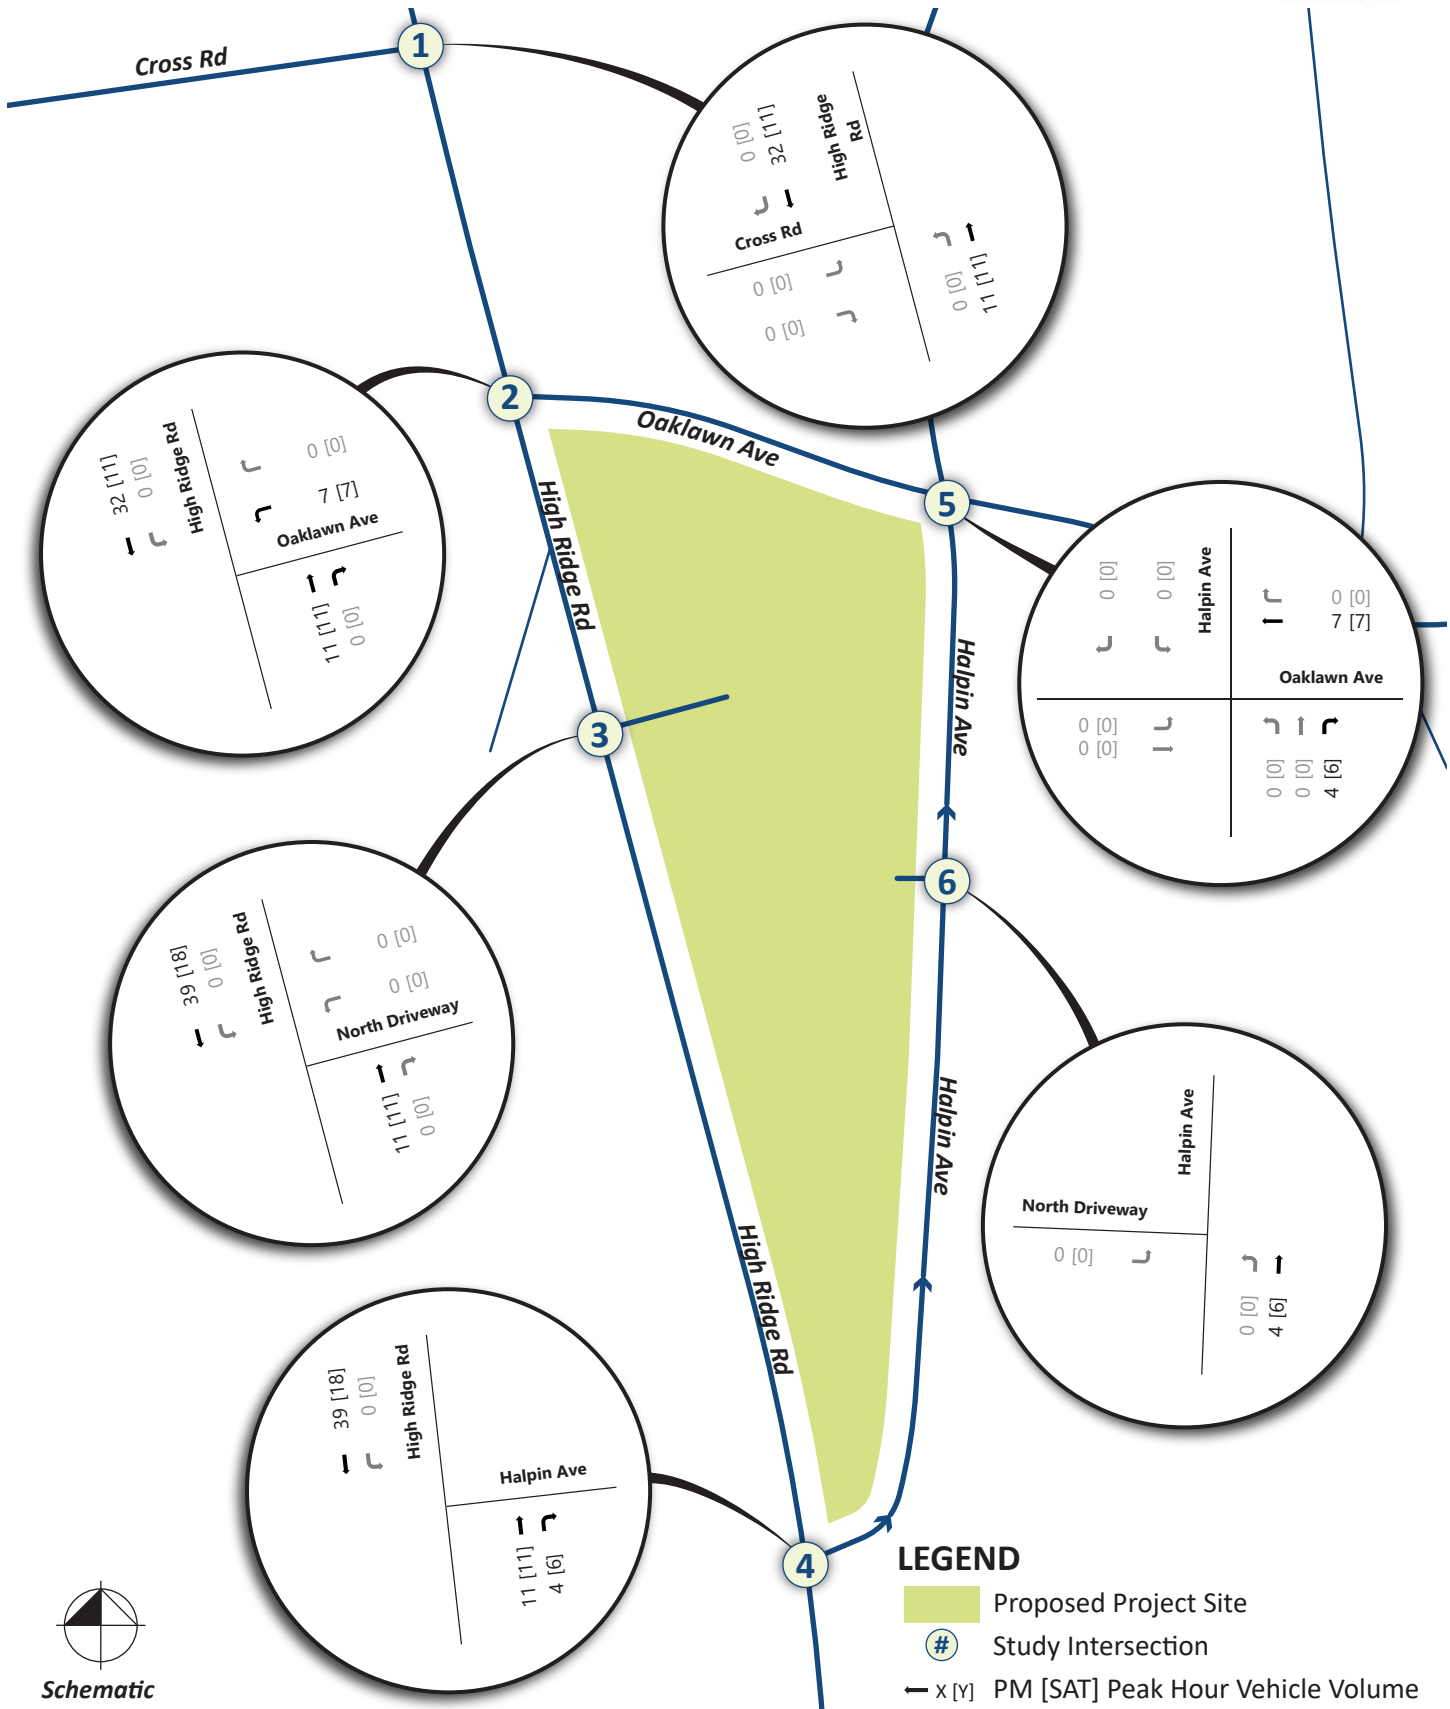 Cross Rd
1
0 [0]
32 [11]
High Ridge
Rd
Cross Rd
0 [0]
0 [0]
0 [0]
11 [11]
2
Oaklawn Ave
32 [11]
0 [0]
High Ridge Rd
0 [0]
7 [7]
Oaklawn Ave
11 [11]
0 [0]
High Ridge Rd
5
0 [0]
0 [0]
Halpin Ave
0 [0]
7 [7]
Oaklawn Ave
0 [0]
0 [0]
0 [0]
0 [0]
4 [6]
Halpin Ave
3
39 [18]
0 [0]
High Ridge Rd
0 [0]
0 [0]
North Driveway
11 [11]
0 [0]
6
Halpin Ave
Halpin Ave
North Driveway
0 [0]
0 [0]
4 [6]
High Ridge Rd
39 [18]
0 [0]
High Ridge Rd
Halpin Ave
11 [11]
4 [6]
4
LEGEND
Proposed Project Site
# Study Intersection
X [Y] PM [SAT] Peak Hour Vehicle Volume
Schematic